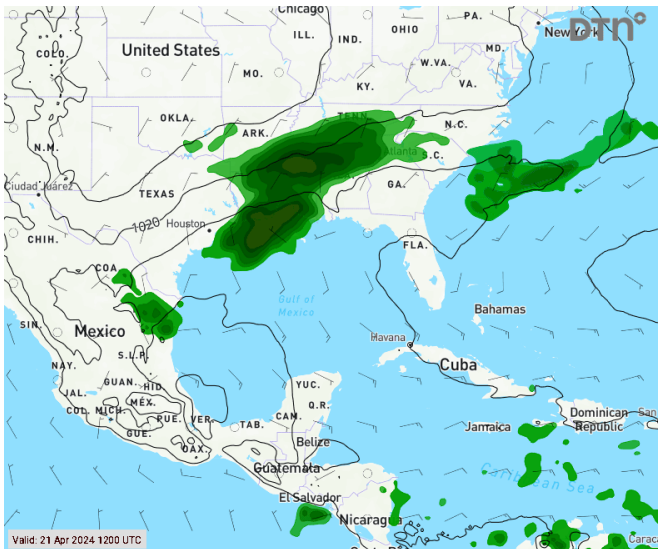 Chicago
PA.
OHIO
New York
DTN
COLO.
United States
ILL.
IND.
MD.
W.VA.
MO.
KY.
VA.
OKLA.
TENN.
N.C.
ARK.
N.M.
Atlanta
S.C.
Ciudad Juárez
TEXAS
GA.
1020
Houston
CHIH.
FLA.
COA.
Gulf of
Mexico
Bahamas
SIN.
Mexico
Havana
S.L.P.
NAY.
Cuba
GUAN.
HID.
YUC.
JAL.
MÉX.
Q.R.
COL.
MICH.
PUE.
VER.
CAM.
Dominican
Republic
San
TAB.
Jamaica
GUE.
OAX.
Belize
Guatemala
Caribbean Sea
El Salvador
Nicaragua
Valid: 21 Apr 2024 1200 UTC
Carac